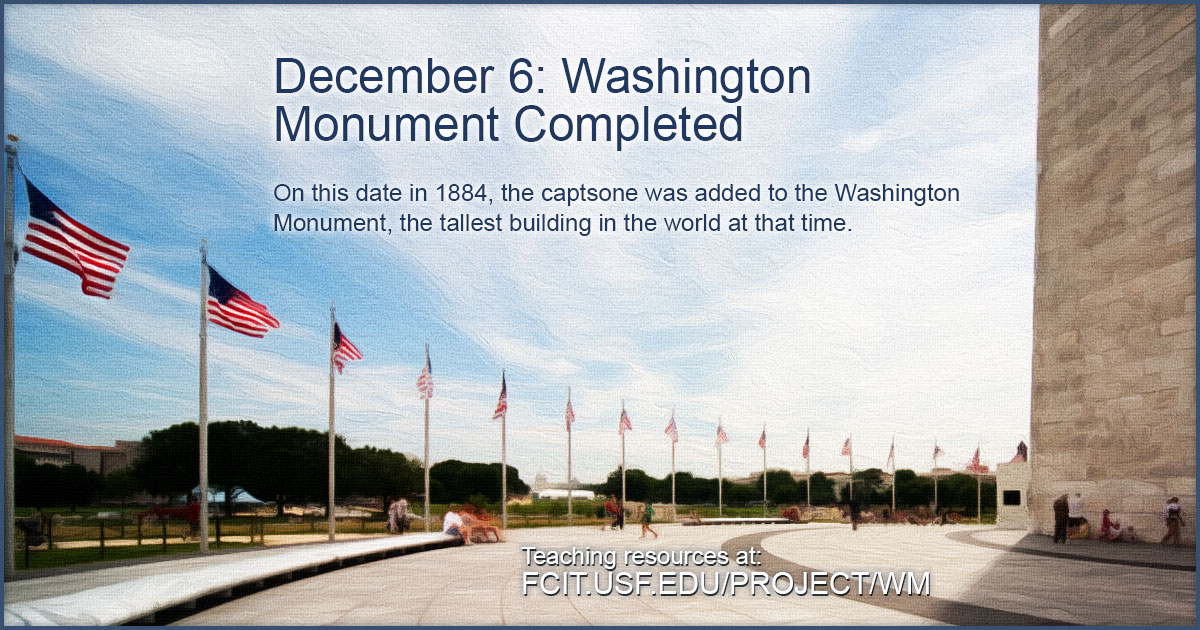 December 6: Washington
Monument Completed
On this date in 1884, the captsone was added to the Washington
Monument, the tallest building in the world at that time.
Teaching resources at:
FCIT.USF.EDU/PROJECT/WM